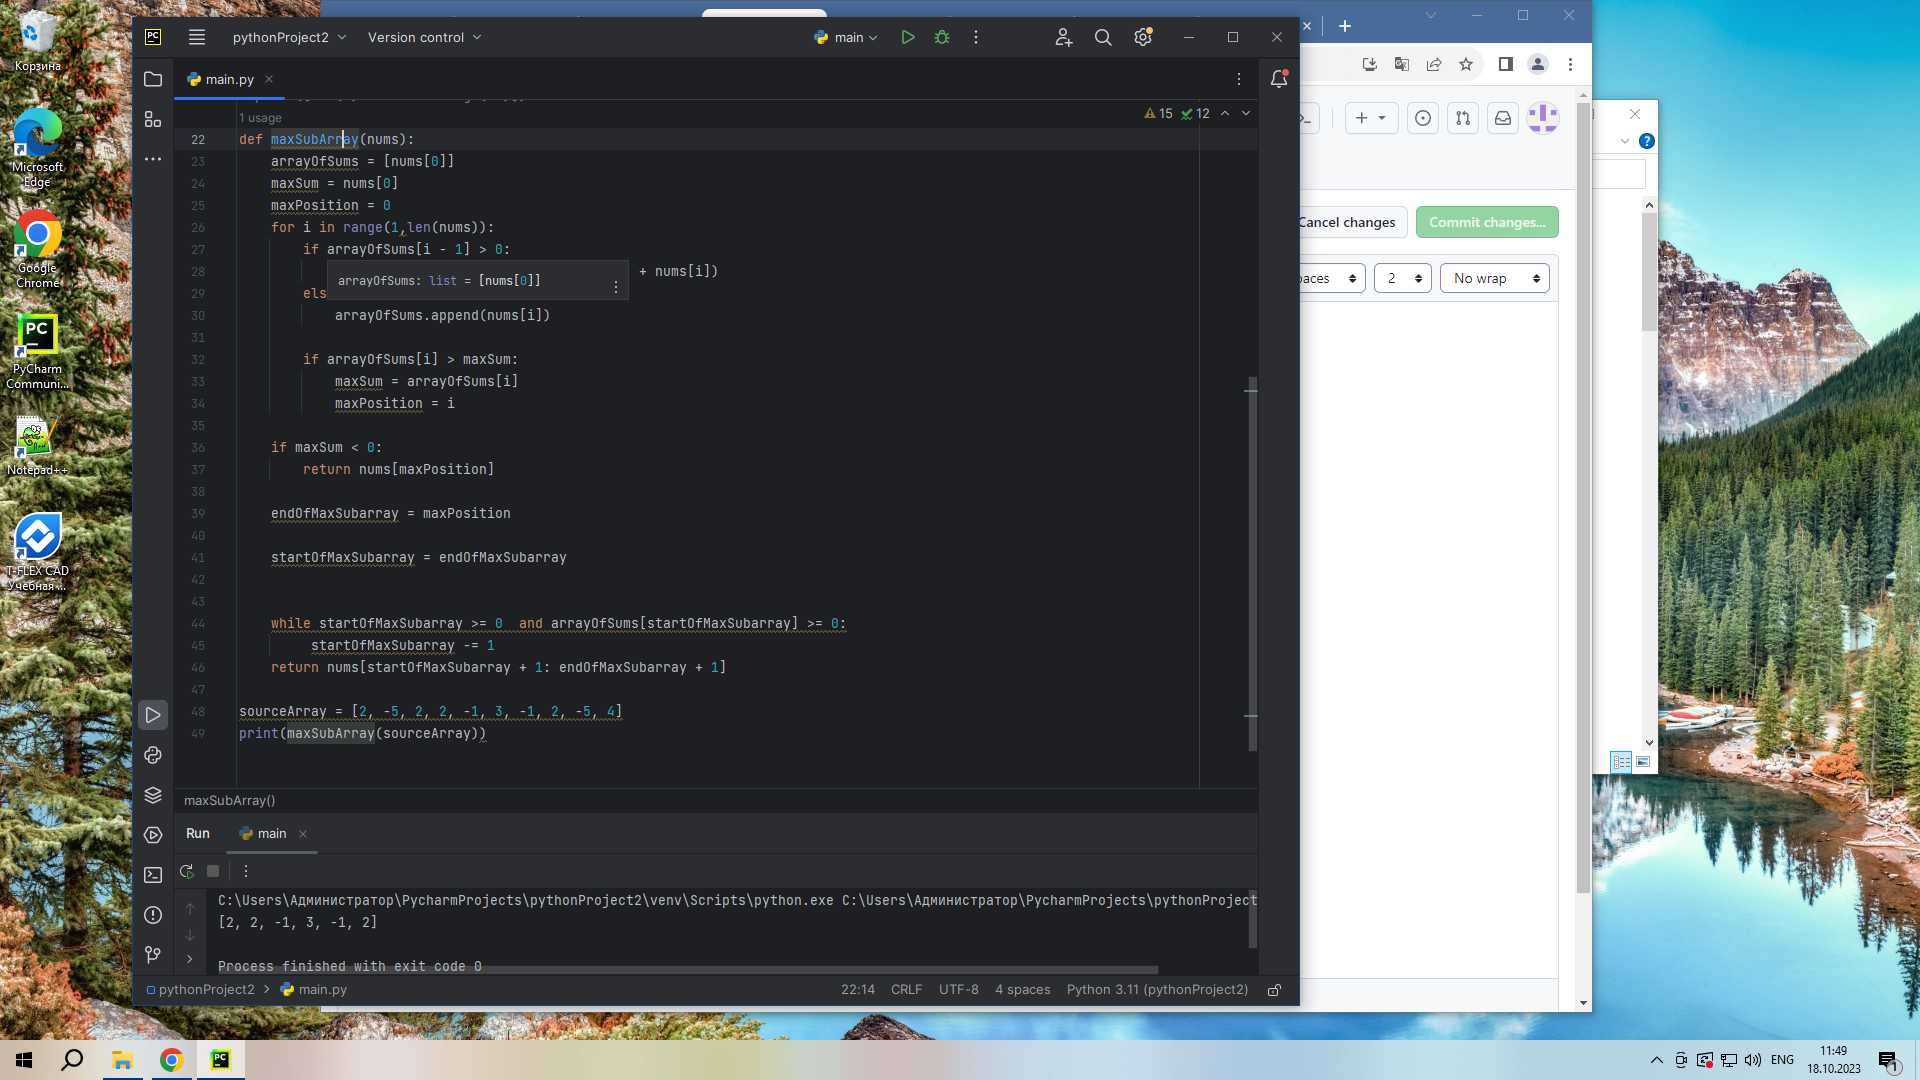 Корзина
Microsoft
Edge
Google
Chrome
PyCharm
Communi...
Notepad++
T-FLEX CAD
Учебная ...
PC
pythonProject2
Version control
main
main.py
1 usage
15
12
22 def maxSubArray(nums):
23 arrayOfSums = [nums[0]]
24 maxSum = nums[0]
25 maxPosition = 0
26 for i in range(1,len(nums)):
27 if arrayOfSums[i - 1] > 0:
28 + nums[i])
arrayOfSums: list = [nums[0]]
29 els
30 arrayOfSums.append(nums[i])
31
32 if arrayOfSums[i] > maxSum:
33 maxSum = arrayOfSums[i]
34 maxPosition = i
35
36 if maxSum < 0:
37 return nums[maxPosition]
38
39 endOfMaxSubarray = maxPosition
40
41 startOfMaxSubarray = endOfMaxSubarray
42
43
44 while startOfMaxSubarray >= 0  and arrayOfSums[startOfMaxSubarray] >= 0:
45 startOfMaxSubarray -= 1
46 return nums[startOfMaxSubarray + 1: endOfMaxSubarray + 1]
47
48 sourceArray = [2, -5, 2, 2, -1, 3, -1, 2, -5, 4]
49 print(maxSubArray(sourceArray))
maxSubArray()
Run
main
C:\Users\Администратор\PycharmProjects\pythonProject2\venv\Scripts\python.exe C:\Users\Администратор\PycharmProjects\pythonProject
[2, 2, -1, 3, -1, 2]
Process finished with exit code 0
pythonProject2 > main.py
22:14 CRLF UTF-8 4 spaces Python 3.11 (pythonProject2)
Cancel changes
Commit changes...
paces
2
No wrap
ENG
11:49
18.10.2023
1